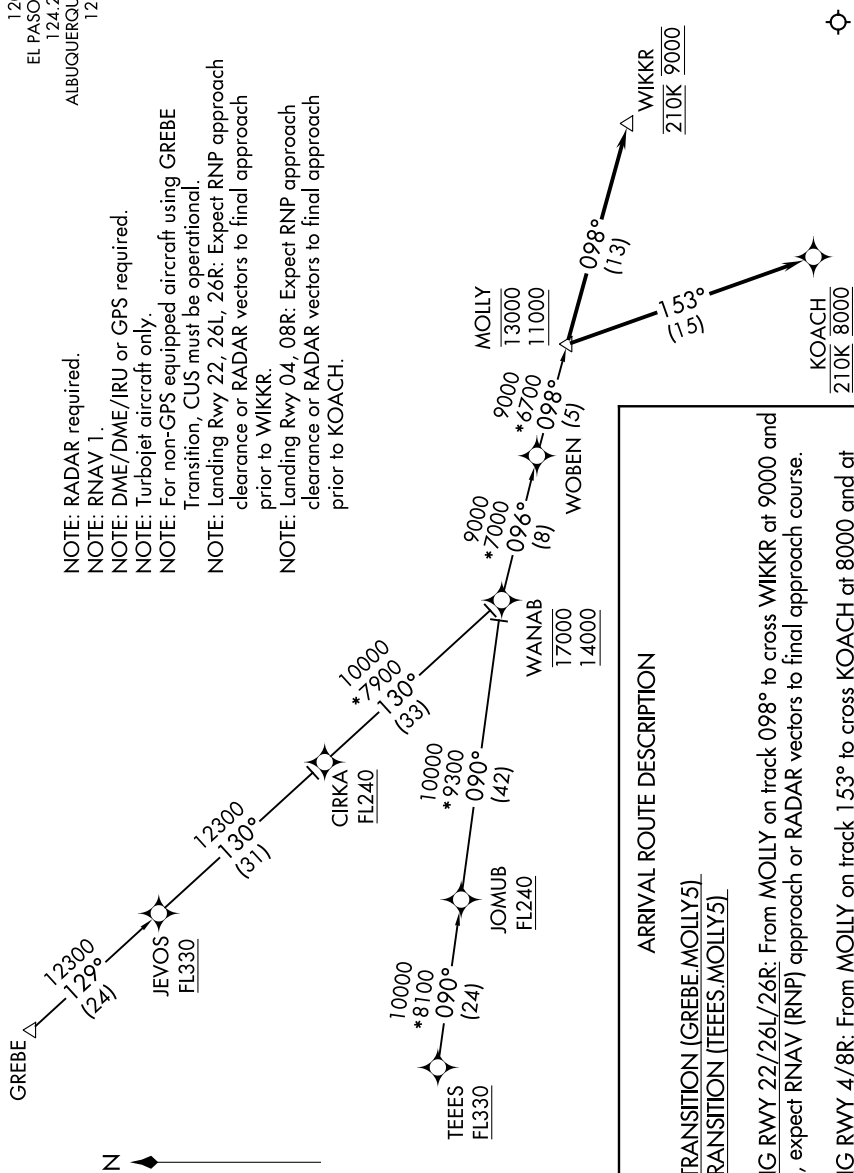 EL PASO
124.2
ALBUQUERQU
12
NOTE: RADAR required.
NOTE: RNAV 1.
NOTE: DME/DME/IRU or GPS required.
NOTE: Turbojet aircraft only.
NOTE: For non-GPS equipped aircraft using GREBE
Transition, CUS must be operational.
NOTE: Landing Rwy 22, 26L, 26R: Expect RNP approach
clearance or RADAR vectors to final approach
prior to WIKKR.
NOTE: Landing Rwy 04, 08R: Expect RNP approach
clearance or RADAR vectors to final approach
prior to KOACH.
N
GREBE
12300
129°
(24)
JEVOS
FL330
12300
130°
(31)
CIRKA
FL240
10000
*7900
130°
(33)
TEEES
FL330
10000
*8100
090°
(24)
JOMUB
FL240
10000
*9300
090°
(42)
WANAB
17000
14000
9000
*7000
096°
(8)
WOBEN
9000
*6700
098°
(5)
MOLLY
13000
11000
098°
(13)
WIKKR
210K 9000
153°
(15)
KOACH
210K 8000
ARRIVAL ROUTE DESCRIPTION
TRANSITION (GREBE.MOLLY5)
RANSITION (TEEES.MOLLY5)
G RWY 22/26L/26R: From MOLLY on track 098° to cross WIKKR at 9000 and
, expect RNAV (RNP) approach or RADAR vectors to final approach course.
G RWY 4/8R: From MOLLY on track 153° to cross KOACH at 8000 and at